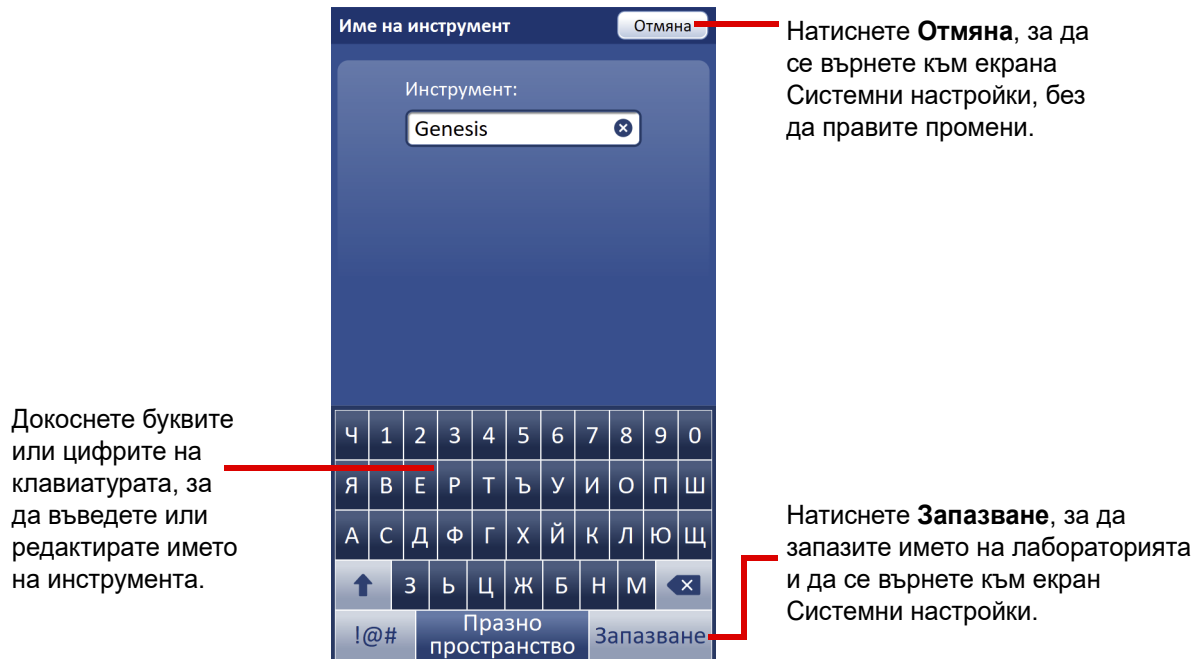 Име на инструмент
Отмяна
Инструмент:
Genesis
Натиснете Отмяна, за да
се върнете към екрана
Системни настройки, без
да правите промени.
Докоснете буквите
или цифрите на
клавиатурата, за
да въведете или
редактирате името
на инструмента.
Ч 1 2 3 4 5 6 7 8 9 0
Я В Е Р Т Ъ У И О П Ш
А С Д Ф Г Х Й К Л Ю Щ
З Ь Ц Ж Б Н М
!@# Празно
пространство
Запазване
Натиснете Запазване, за да
запазите името на лабораторията
и да се върнете към екран
Системни настройки.